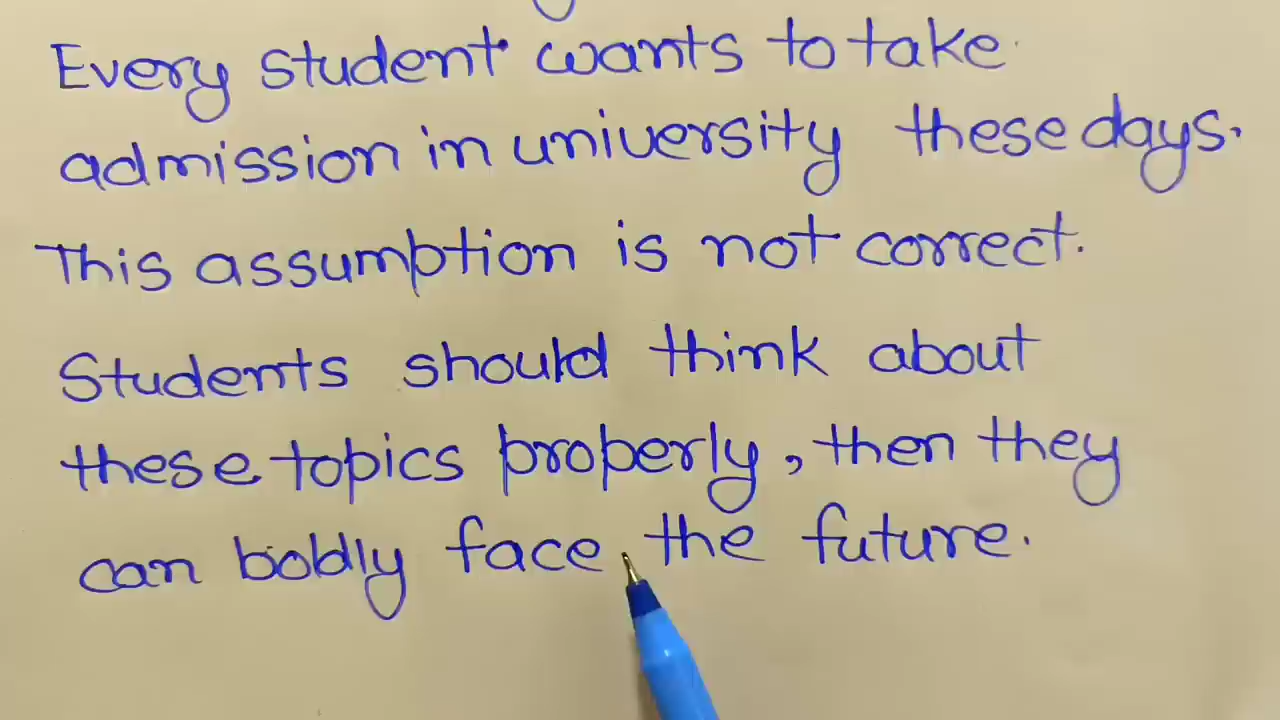 Every student wants to take
admission in university these days.
This assumption is not correct.
Students should think about
these topics properly, then they
can boldly face the future.